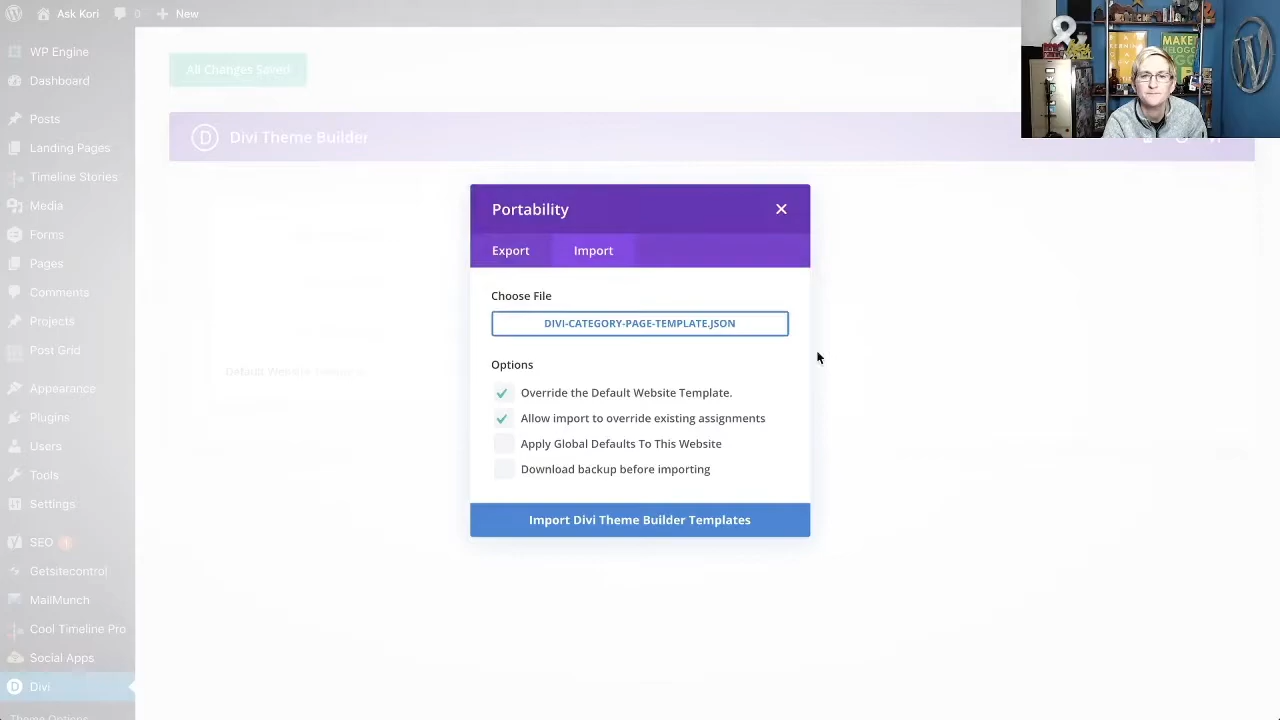 Ask Kori 0 New
WP Engine
Dashboard
Posts
Landing Pages
Timeline Stories
Media
Forms
Pages
Comments
Projects
Post Grid
Appearance
Plugins
Users
Tools
Settings
SEO 1
Getsitecontrol
MailMunch
Cool Timeline Pro
Social Apps
Divi
Theme Options
All Changes Saved
D Divi Theme Builder
Default Website Template
Portability
Export Import
Choose File
DIVI-CATEGORY-PAGE-TEMPLATE.JSON
Options
Override the Default Website Template.
Allow import to override existing assignments
Apply Global Defaults To This Website
Download backup before importing
Import Divi Theme Builder Templates
MAKE